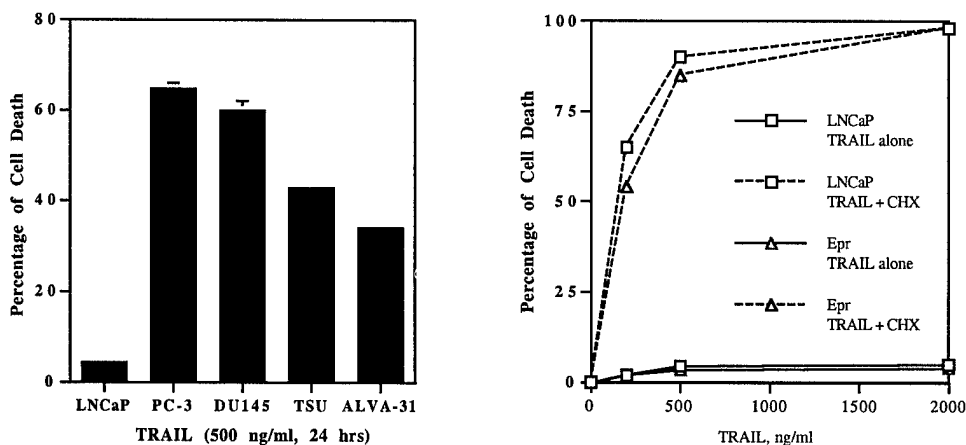 Percentage of Cell Death
80
60
40
20
0
LNCaP PC-3 DU145 TSU ALVA-31
TRAIL (500 ng/ml, 24 hrs)
Percentage of Cell Death
100
75
50
25
0
0 500 1000 1500 2000
TRAIL, ng/ml
LNCaP
TRAIL alone
LNCaP
TRAIL + CHX
Epr
TRAIL alone
Epr
TRAIL + CHX